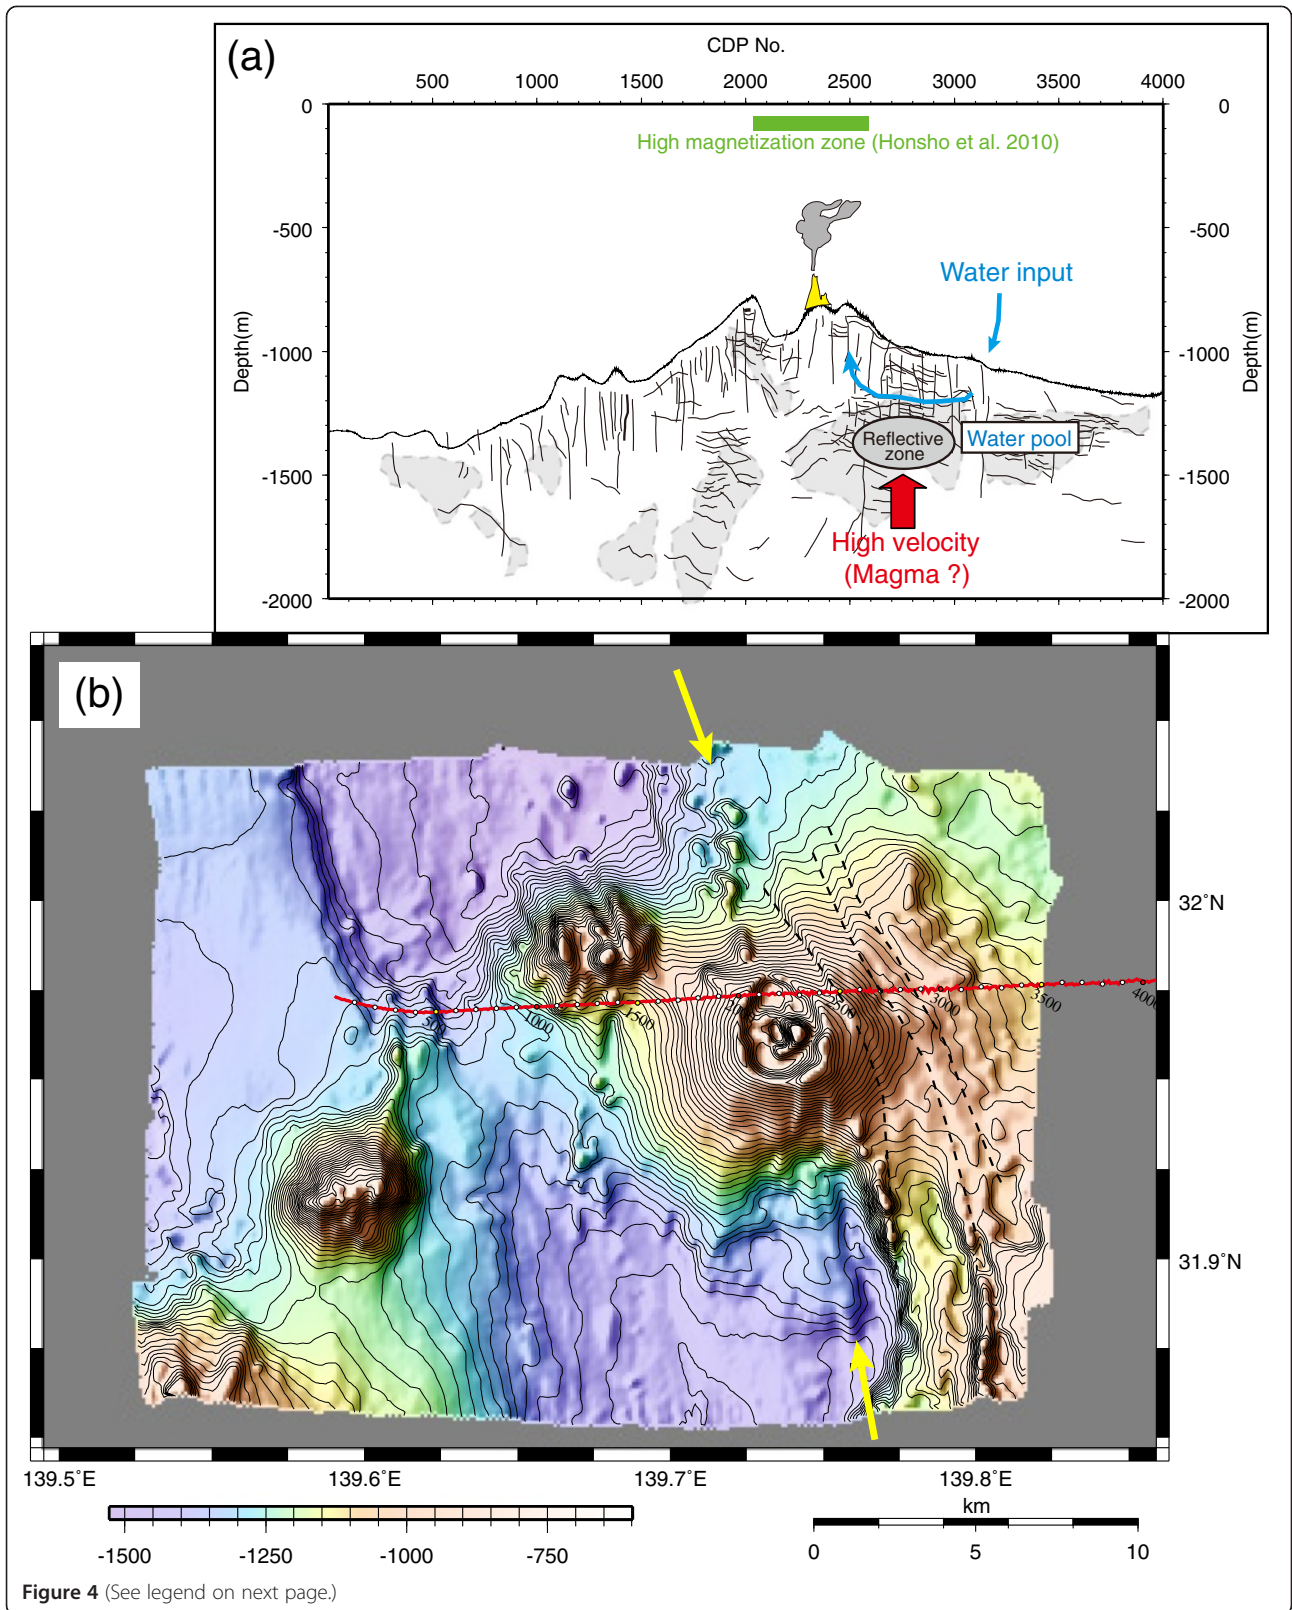 (a)
CDP No.
500 1000 1500 2000 2500 3000 3500 4000
0 0
High magnetization zone (Honsho et al. 2010)
-500 -500
Water input
Depth(m) -1000 -1000 Depth(m)
Reflective
zone
Water pool
-1500 -1500
High velocity
(Magma ?)
-2000 -2000
(b)
32˚N
500 1000 1500 2500 3000 3500 4000
31.9˚N
139.5˚E 139.6˚E 139.7˚E 139.8˚E
km
-1500 -1250 -1000 -750
0 5 10
Figure 4 (See legend on next page.)